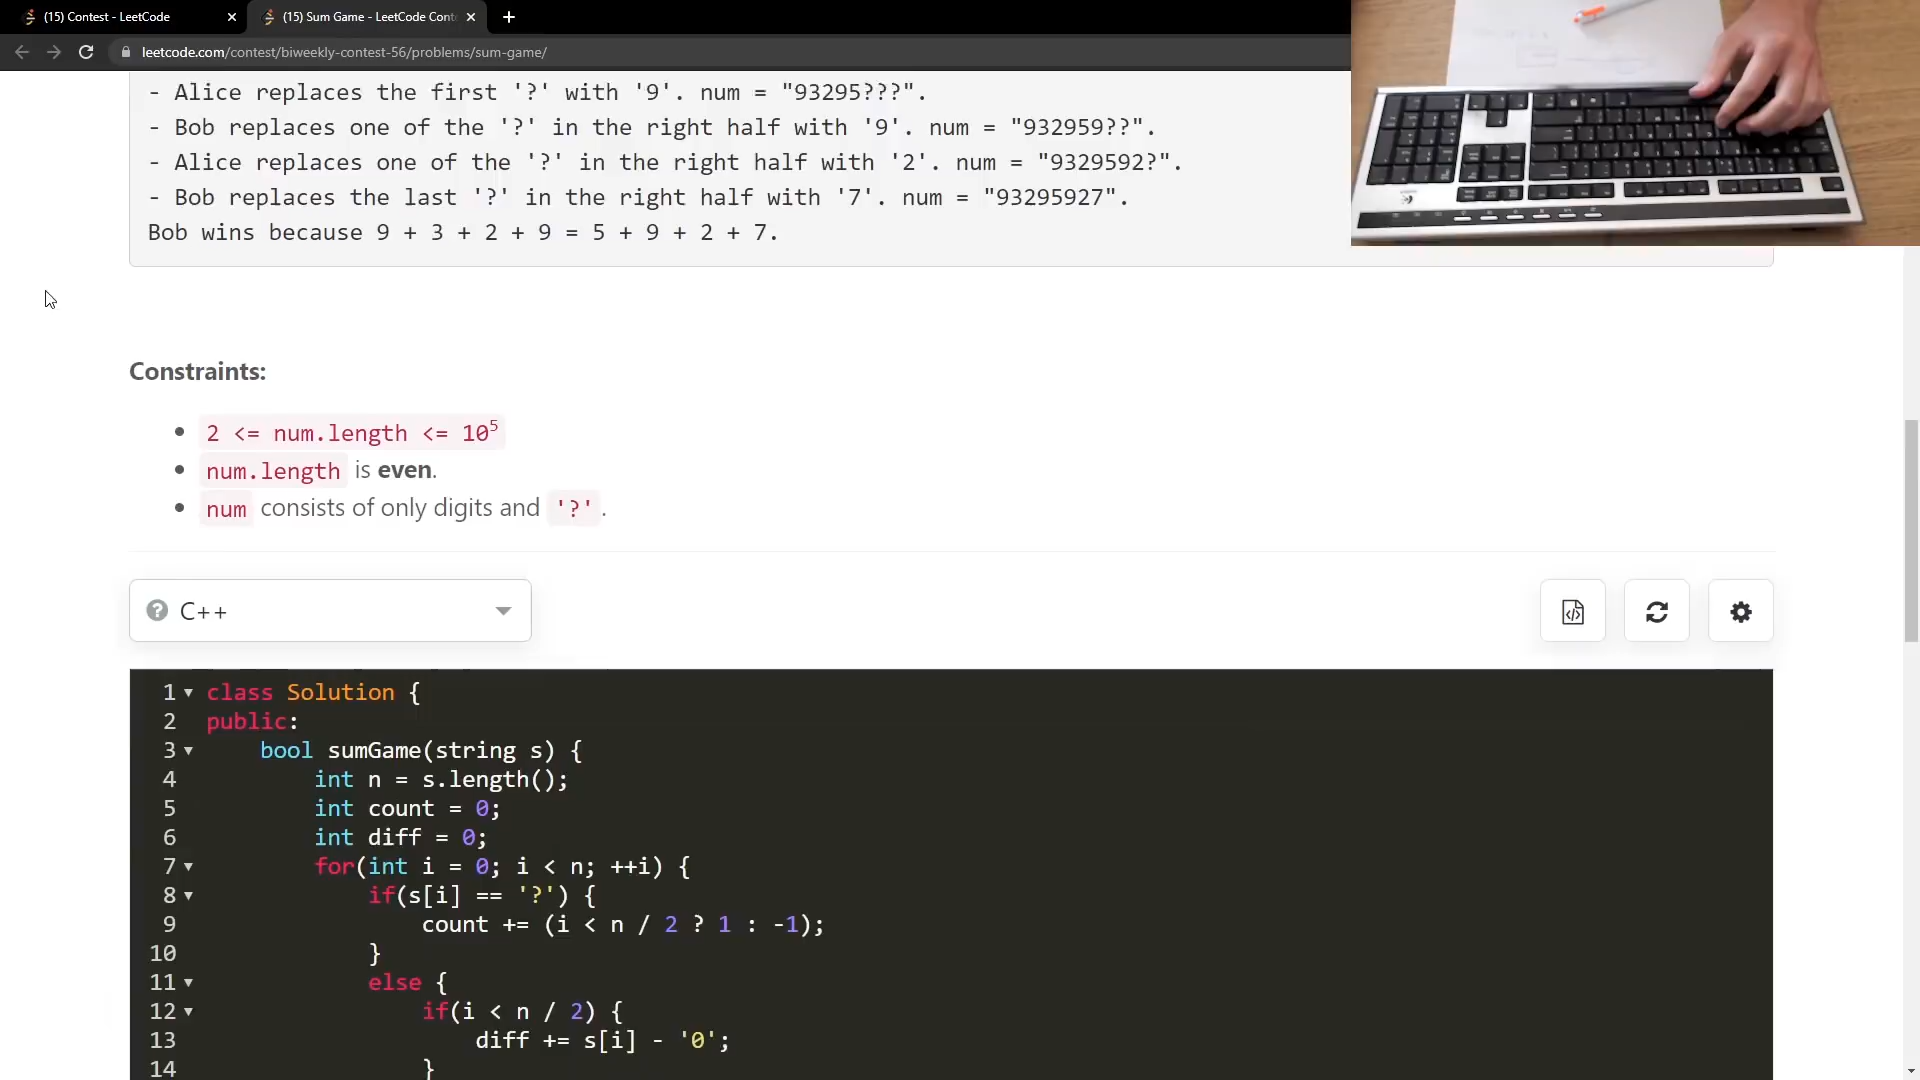 (15) Contest - LeetCode
(15) Sum Game - LeetCode Cont
leetcode.com/contest/biweekly-contest-56/problems/sum-game/
- Alice replaces the first '?' with '9'. num = "93295???".
- Bob replaces one of the '?' in the right half with '9'. num = "932959??".
- Alice replaces one of the '?' in the right half with '2'. num = "9329592?".
- Bob replaces the last '?' in the right half with '7'. num = "93295927".
Bob wins because 9 + 3 + 2 + 9 = 5 + 9 + 2 + 7.
Constraints:
2 <= num.length <= 10⁵
num.length is even.
num consists of only digits and '?'.
? C++
1 class Solution {
2 public:
3 bool sumGame(string s) {
4 int n = s.length();
5 int count = 0;
6 int diff = 0;
7 for(int i = 0; i < n; ++i) {
8 if(s[i] == '?') {
9 count += (i < n / 2 ? 1 : -1);
10 }
11 else {
12 if(i < n / 2) {
13 diff += s[i] - '0';
14 }